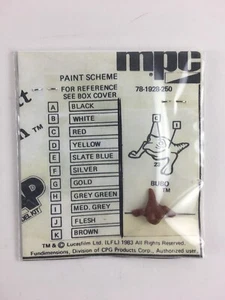 mpc
PAINT SCHEME
FOR REFERENCE
SEE BOX COVER
78-1928-250
A BLACK
B WHITE
C RED
D YELLOW
E SLATE BLUE
F SILVER
G GOLD
H GREY GREEN
I MED. GREY
J FLESH
K BROWN
C I
TM
BUBO TM
TM & © Lucasfilm Ltd. (LFL) 1983 All Rights Reserved.
Fundimensions, Division of CPG Products Corp., Authorized user.